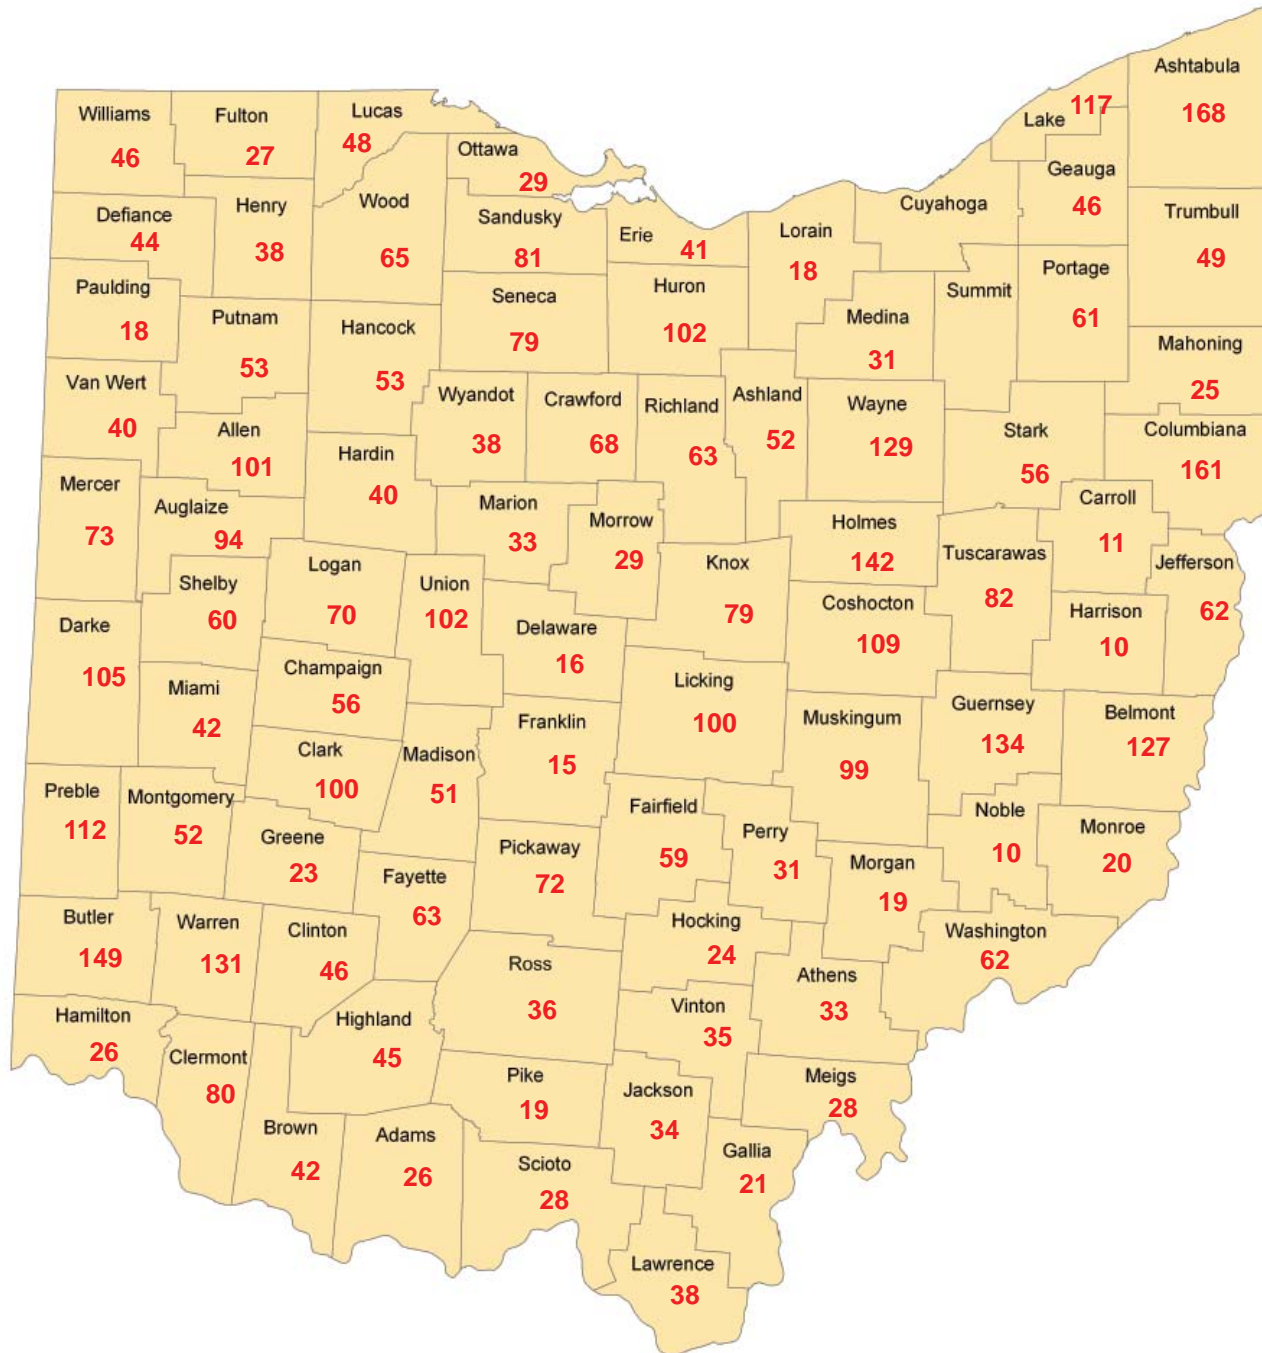 Williams
46
Fulton
27
Lucas
48
Ottawa
29
Lake
117
Ashtabula
168
Geauga
46
Defiance
44
Henry
38
Wood
65
Sandusky
81
Erie
41
Lorain
18
Cuyahoga
Trumbull
49
Paulding
18
Putnam
53
Hancock
53
Seneca
79
Huron
102
Medina
31
Summit
Portage
61
Mahoning
25
Van Wert
40
Allen
101
Hardin
40
Wyandot
38
Crawford
68
Richland
63
Ashland
52
Wayne
129
Stark
56
Columbiana
161
Mercer
73
Auglaize
94
Marion
33
Morrow
29
Holmes
142
Tuscarawas
82
Carroll
11
Jefferson
62
Shelby
60
Logan
70
Union
102
Delaware
16
Knox
79
Coshocton
109
Harrison
10
Darke
105
Miami
42
Champaign
56
Licking
100
Muskingum
99
Guernsey
134
Belmont
127
Clark
100
Madison
51
Franklin
15
Preble
112
Montgomery
52
Greene
23
Fayette
63
Pickaway
72
Fairfield
59
Perry
31
Morgan
19
Noble
10
Monroe
20
Butler
149
Warren
131
Clinton
46
Ross
36
Hocking
24
Athens
33
Washington
62
Hamilton
26
Clermont
80
Highland
45
Pike
19
Vinton
35
Jackson
34
Meigs
28
Brown
42
Adams
26
Scioto
28
Gallia
21
Lawrence
38